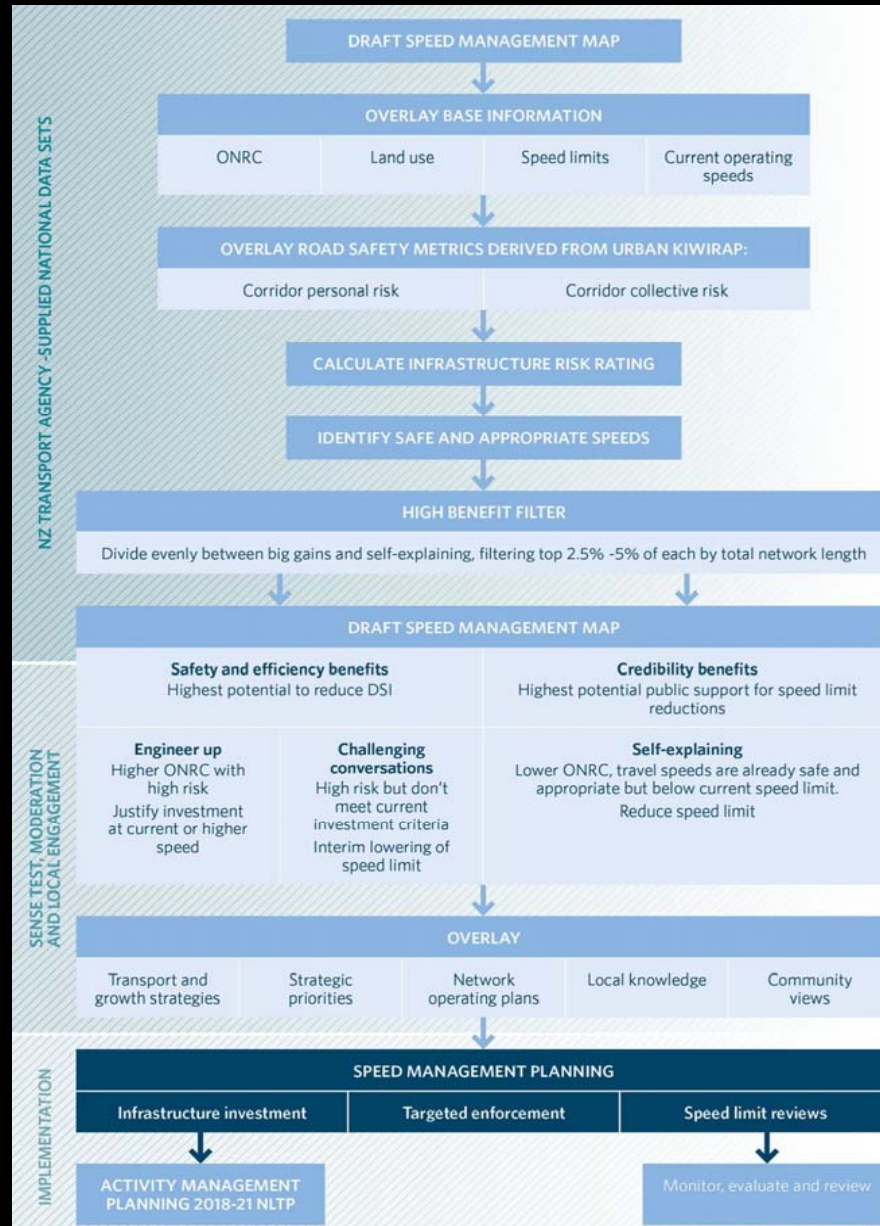 DRAFT SPEED MANAGEMENT MAP
OVERLAY BASE INFORMATION
ONRC
Land use
Speed limits
Current operating
speeds
OVERLAY ROAD SAFETY METRICS DERIVED FROM URBAN KIWIRAP:
Corridor personal risk
Corridor collective risk
CALCULATE INFRASTRUCTURE RISK RATING
IDENTIFY SAFE AND APPROPRIATE SPEEDS
HIGH BENEFIT FILTER
Divide evenly between big gains and self-explaining, filtering top 2.5% -5% of each by total network length
NZ TRANSPORT AGENCY -SUPPLIED NATIONAL DATA SETS
DRAFT SPEED MANAGEMENT MAP
Safety and efficiency benefits
Highest potential to reduce DSI
Credibility benefits
Highest potential public support for speed limit
reductions
Engineer up
Higher ONRC with
high risk
Justify investment
at current or higher
speed
Challenging
conversations
High risk but don't
meet current
investment criteria
Interim lowering of
speed limit
Self-explaining
Lower ONRC, travel speeds are already safe and
appropriate but below current speed limit.
Reduce speed limit
OVERLAY
Transport and
growth strategies
Strategic
priorities
Network
operating plans
Local knowledge
Community
views
SENSE TEST, MODERATION
AND LOCAL ENGAGEMENT
SPEED MANAGEMENT PLANNING
Infrastructure investment
Targeted enforcement
Speed limit reviews
ACTIVITY MANAGEMENT
PLANNING 2018-21 NLTP
Monitor, evaluate and review
IMPLEMENTATION